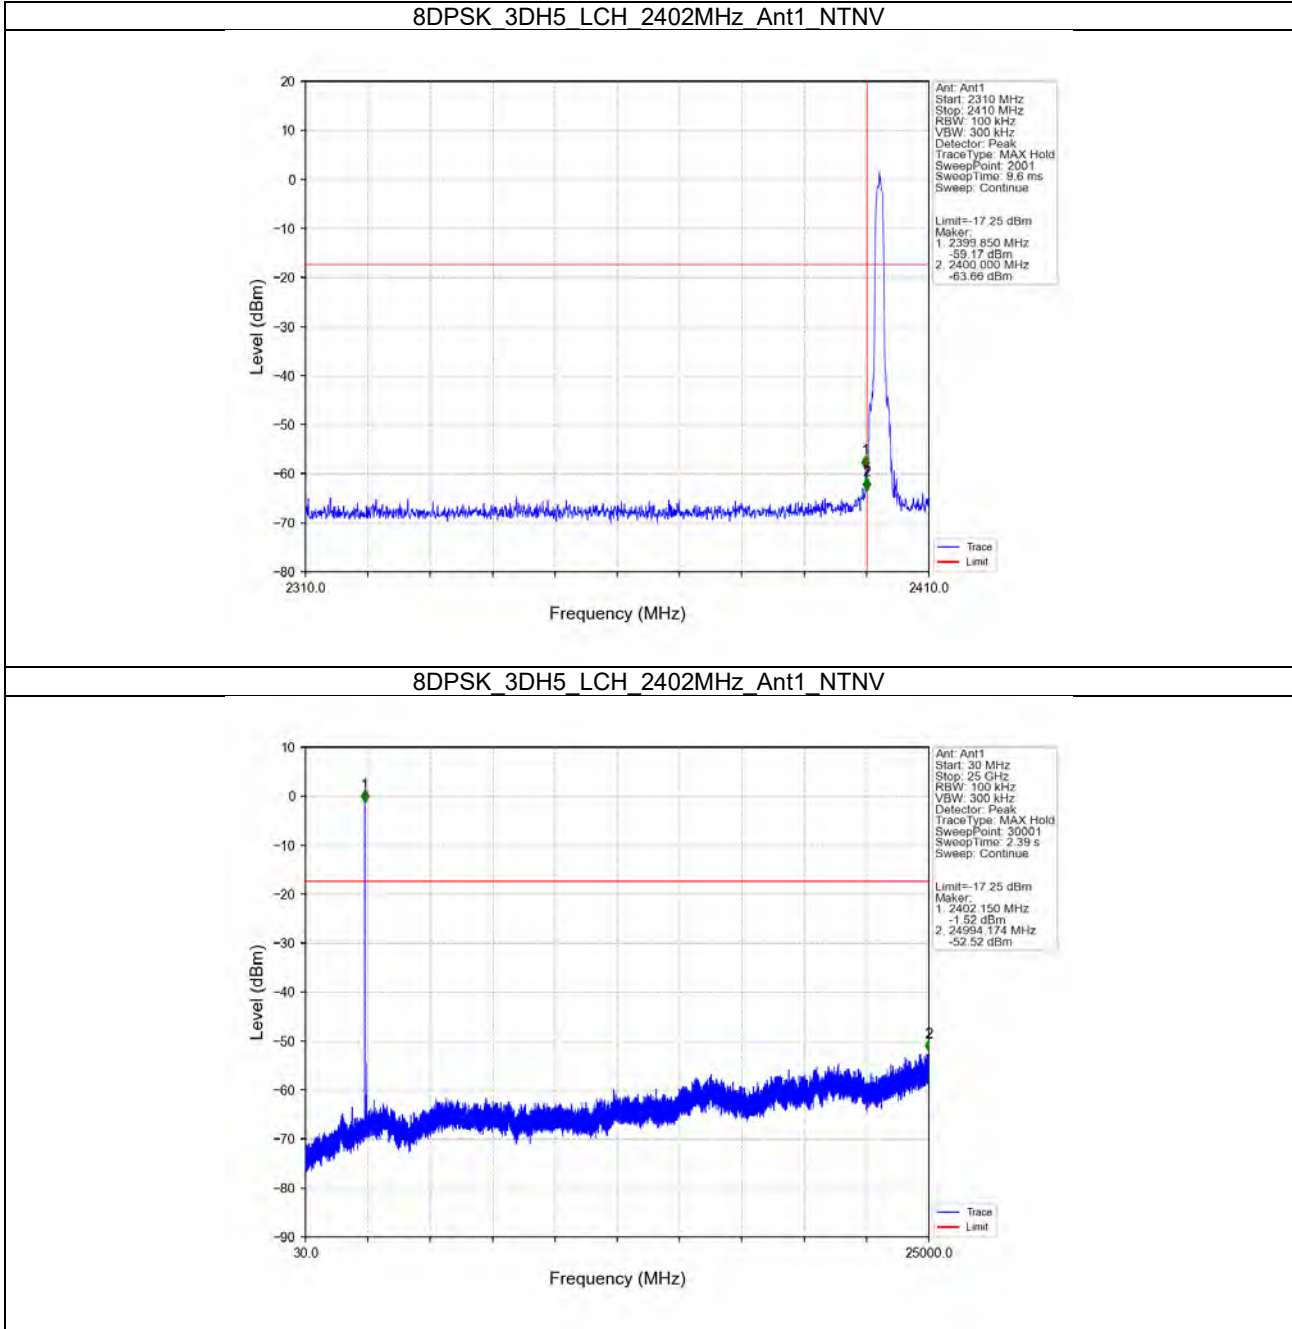 8DPSK_3DH5_LCH_2402MHz_Ant1_NTNV
20
10
0
−10
−20
−30
−40
−50
−60
−70
−80
Level (dBm)
2310.0
2410.0
Frequency (MHz)
1
2
Ant: Ant1
Start: 2310 MHz
Stop: 2410 MHz
RBW: 100 kHz
VBW: 300 kHz
Detector: Peak
TraceType: MAX Hold
SweepPoint: 2001
SweepTime: 9.6 ms
Sweep: Continue
Limit=-17.25 dBm
Maker:
1. 2399.850 MHz
-59.17 dBm
2. 2400.000 MHz
-63.66 dBm
Trace
Limit
8DPSK_3DH5_LCH_2402MHz_Ant1_NTNV
10
0
−10
−20
−30
−40
−50
−60
−70
−80
−90
Level (dBm)
30.0
25000.0
Frequency (MHz)
1
2
Ant: Ant1
Start: 30 MHz
Stop: 25 GHz
RBW: 100 kHz
VBW: 300 kHz
Detector: Peak
TraceType: MAX Hold
SweepPoint: 30001
SweepTime: 2.39 s
Sweep: Continue
Limit=-17.25 dBm
Maker:
1. 2402.150 MHz
-1.52 dBm
2. 24994.174 MHz
-52.52 dBm
Trace
Limit